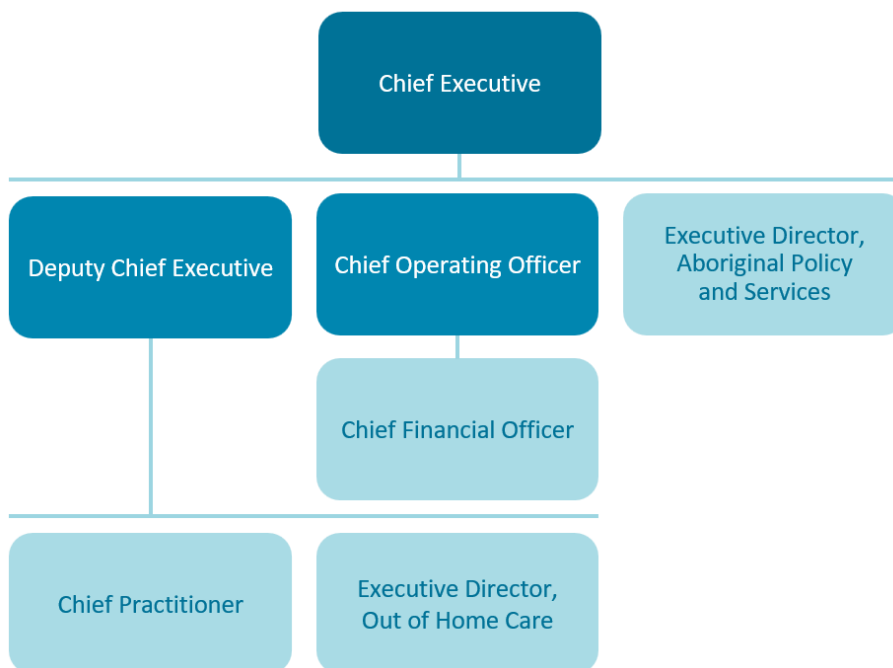 Chief Executive
Deputy Chief Executive
Chief Operating Officer
Executive Director,
Aboriginal Policy
and Services
Chief Financial Officer
Chief Practitioner
Executive Director,
Out of Home Care